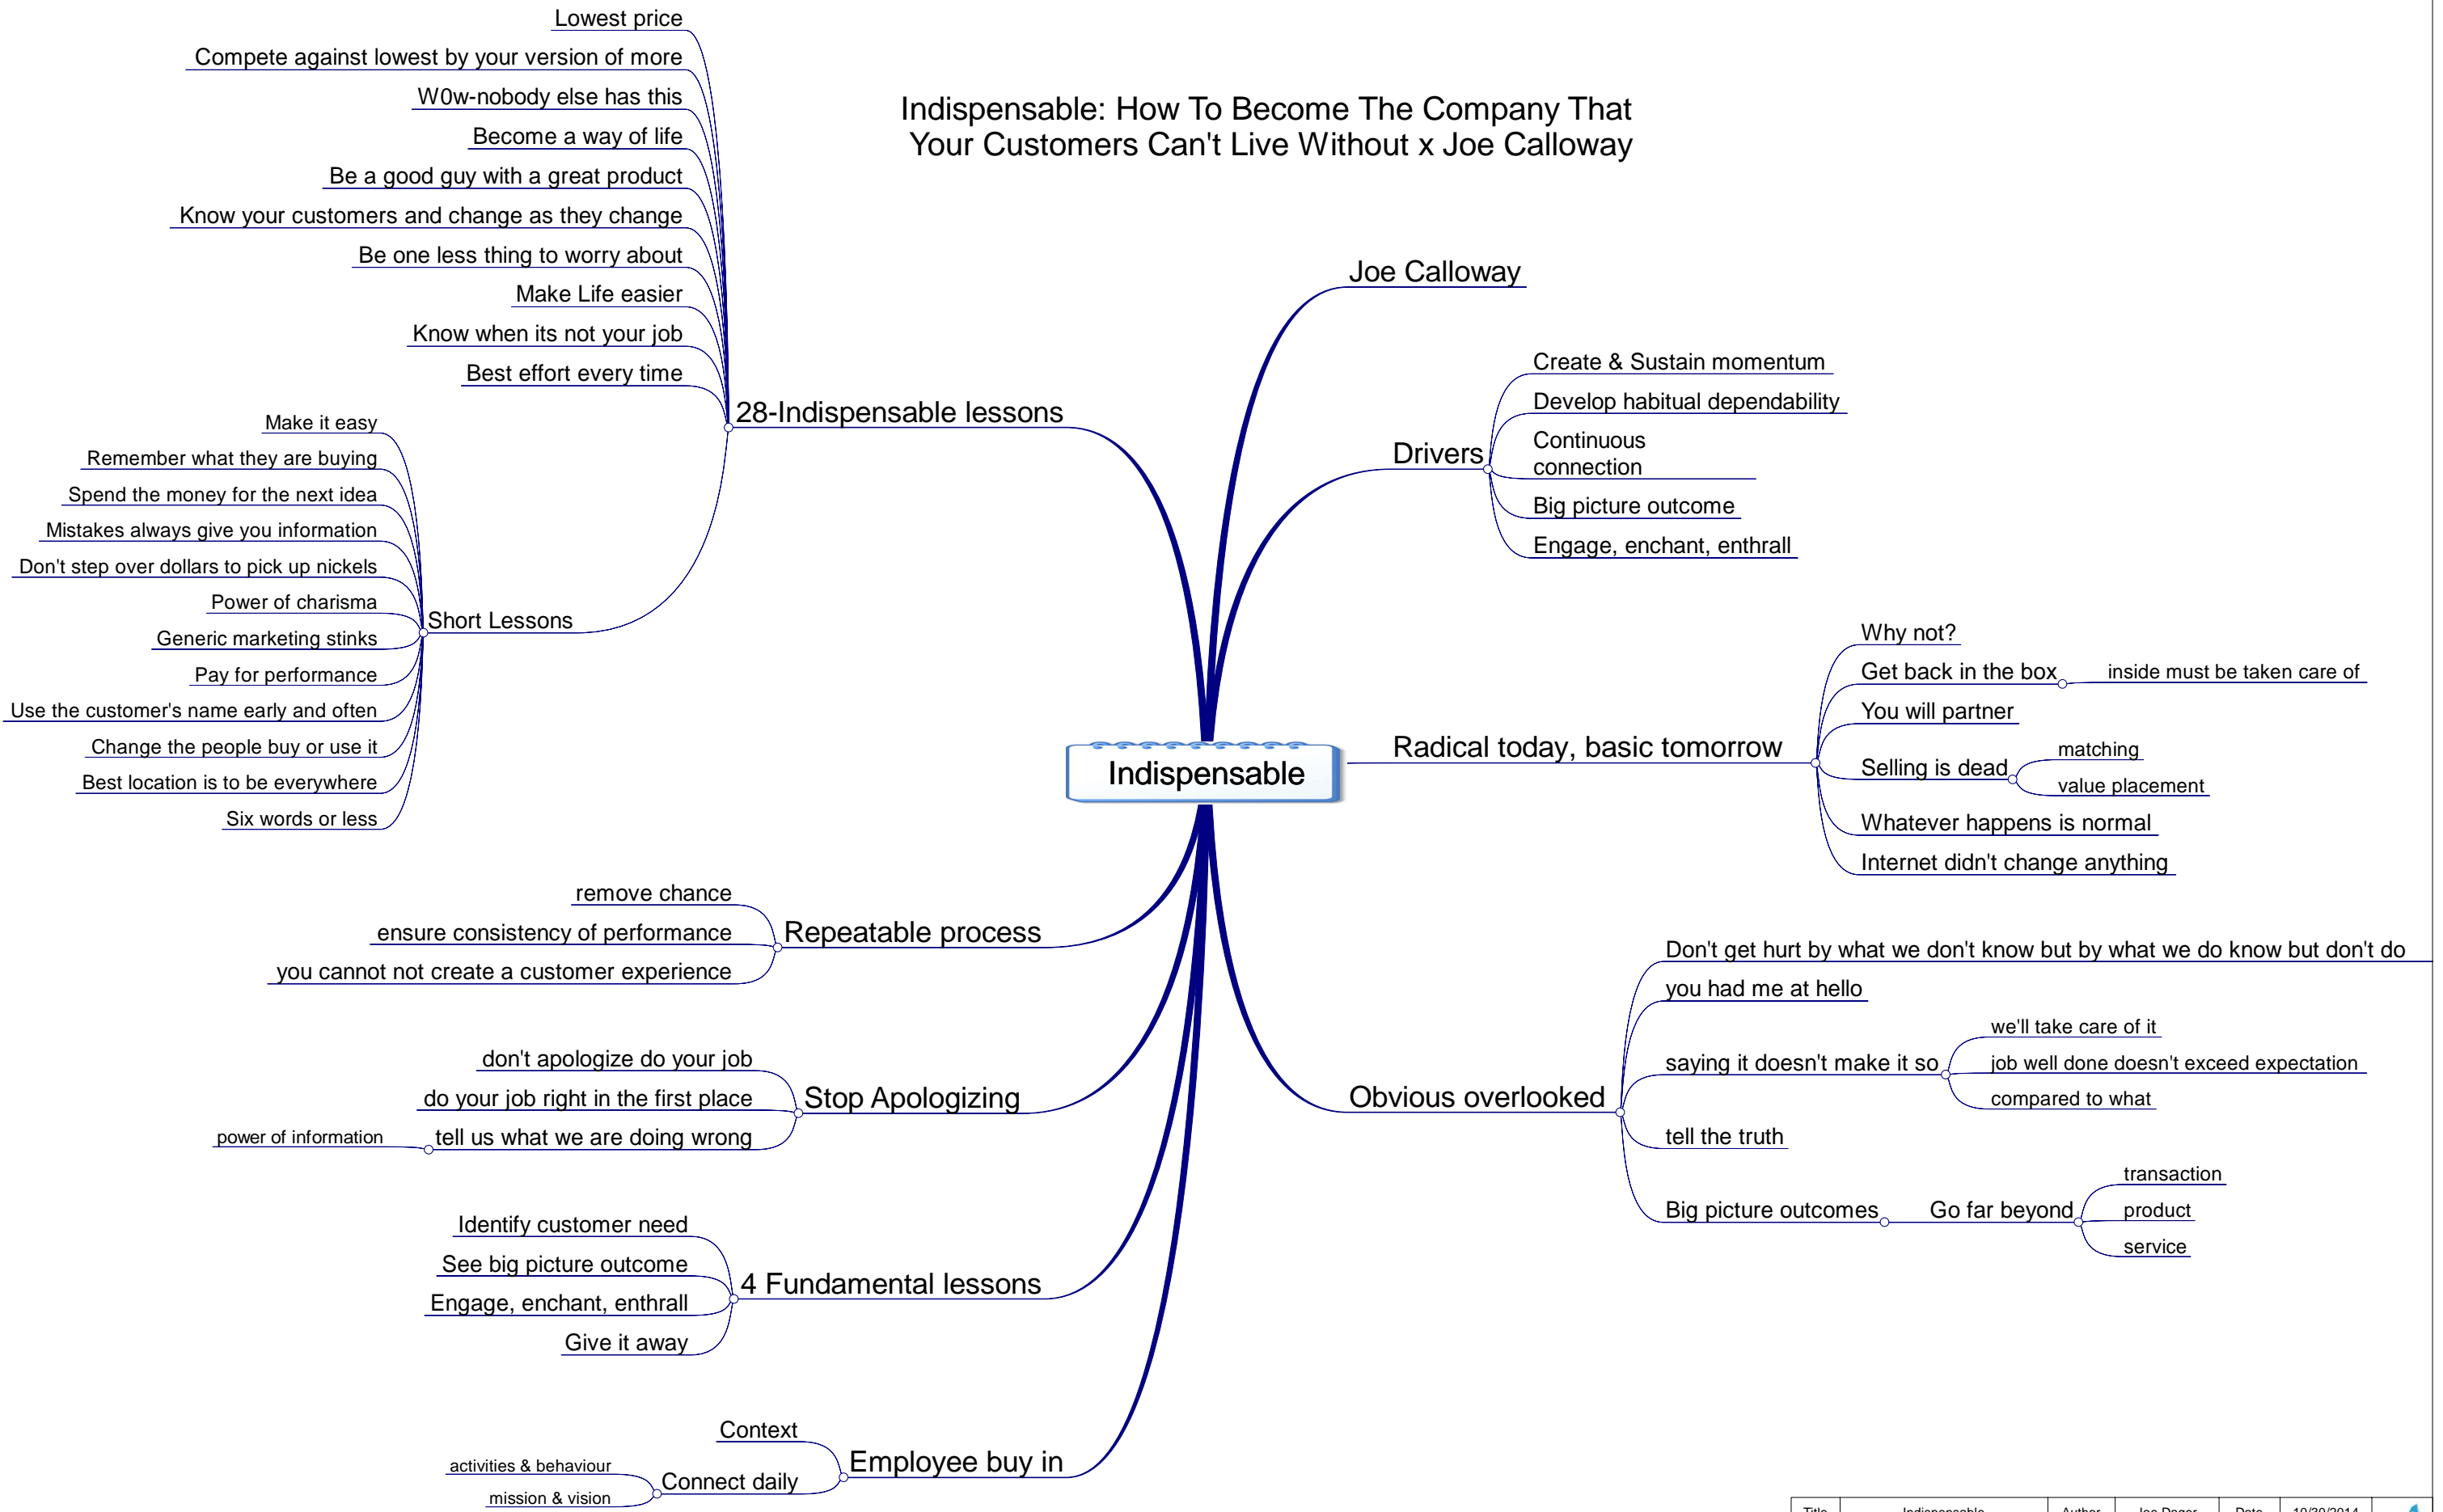 Indispensable: How To Become The Company That
Your Customers Can't Live Without x Joe Calloway
Indispensable
Joe Calloway
Drivers
Create & Sustain momentum
Develop habitual dependability
Continuous
connection
Big picture outcome
Engage, enchant, enthrall
Radical today, basic tomorrow
Why not?
Get back in the box
inside must be taken care of
You will partner
Selling is dead
matching
value placement
Whatever happens is normal
Internet didn't change anything
Obvious overlooked
Don't get hurt by what we don't know but by what we do know but don't do
you had me at hello
saying it doesn't make it so
we'll take care of it
job well done doesn't exceed expectation
compared to what
tell the truth
Big picture outcomes
Go far beyond
transaction
product
service
28-Indispensable lessons
Lowest price
Compete against lowest by your version of more
W0w-nobody else has this
Become a way of life
Be a good guy with a great product
Know your customers and change as they change
Be one less thing to worry about
Make Life easier
Know when its not your job
Best effort every time
Short Lessons
Make it easy
Remember what they are buying
Spend the money for the next idea
Mistakes always give you information
Don't step over dollars to pick up nickels
Power of charisma
Generic marketing stinks
Pay for performance
Use the customer's name early and often
Change the people buy or use it
Best location is to be everywhere
Six words or less
Repeatable process
remove chance
ensure consistency of performance
you cannot not create a customer experience
Stop Apologizing
don't apologize do your job
do your job right in the first place
tell us what we are doing wrong
power of information
4 Fundamental lessons
Identify customer need
See big picture outcome
Engage, enchant, enthrall
Give it away
Employee buy in
Context
Connect daily
activities & behaviour
mission & vision
Title Indispensable Author Joe Dager Date 10/30/2014